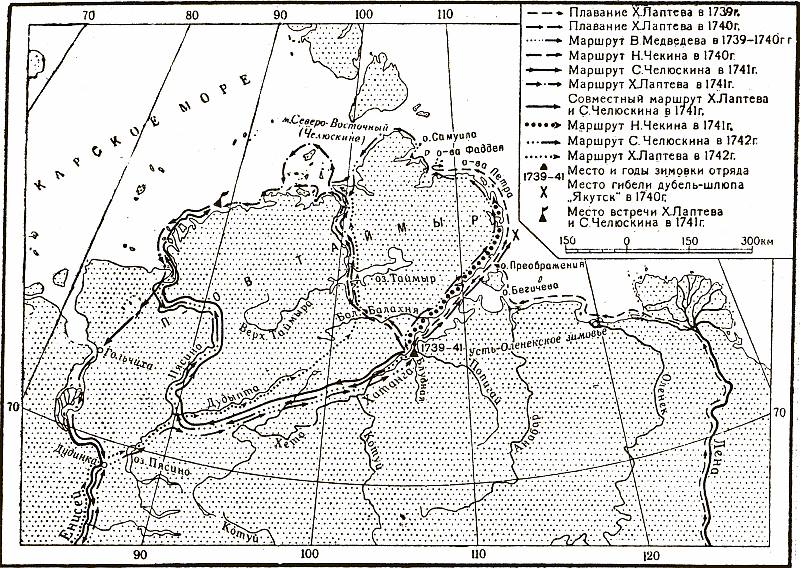 70
80
90
100
110
Плавание Х.Лаптева в 1739г.
Плавание Х.Лаптева в 1740г.
Маршрут В.Медведева в 1739-1740гг
Маршрут Н.Чекина в 1740г.
Маршрут С.Челюскина в 1741г.
Маршрут Х.Лаптева в 1741г.
Совместный маршрут Х.Лаптева
и С.Челюскина в 1741г.
Маршрут Н.Чекина в 1741г.
Маршрут С.Челюскина в 1742г.
Маршрут Х.Лаптева в 1742г.
1739-41 Место и годы зимовки отряда
Х Место гибели дубель-шлюпа
„Якутск" в 1740г.
Место встречи Х.Лаптева
и С.Челюскина в 1741г.
150 0 150 300км
КАРСКОЕ МОРЕ
м.Северо-Восточный
(Челюскине)
о.Самуила
о-ва Фаддея
о-ва Петра
П-ОВ ТАЙМЫР
Х
оз.Таймыр
о.Преображения
о.Бегичева
Верх.Таймыра
Бол.Балахня
1739-41
Усть-Оленекское зимовье
Гольчиха
Пясина
Дудыпта
Хатанга
Попигай
Анабар
Оленек
Лена
Хета
Котуй
Котуй
Дудинка
оз.Пясино
Енисей
70
70
90
100
110
120